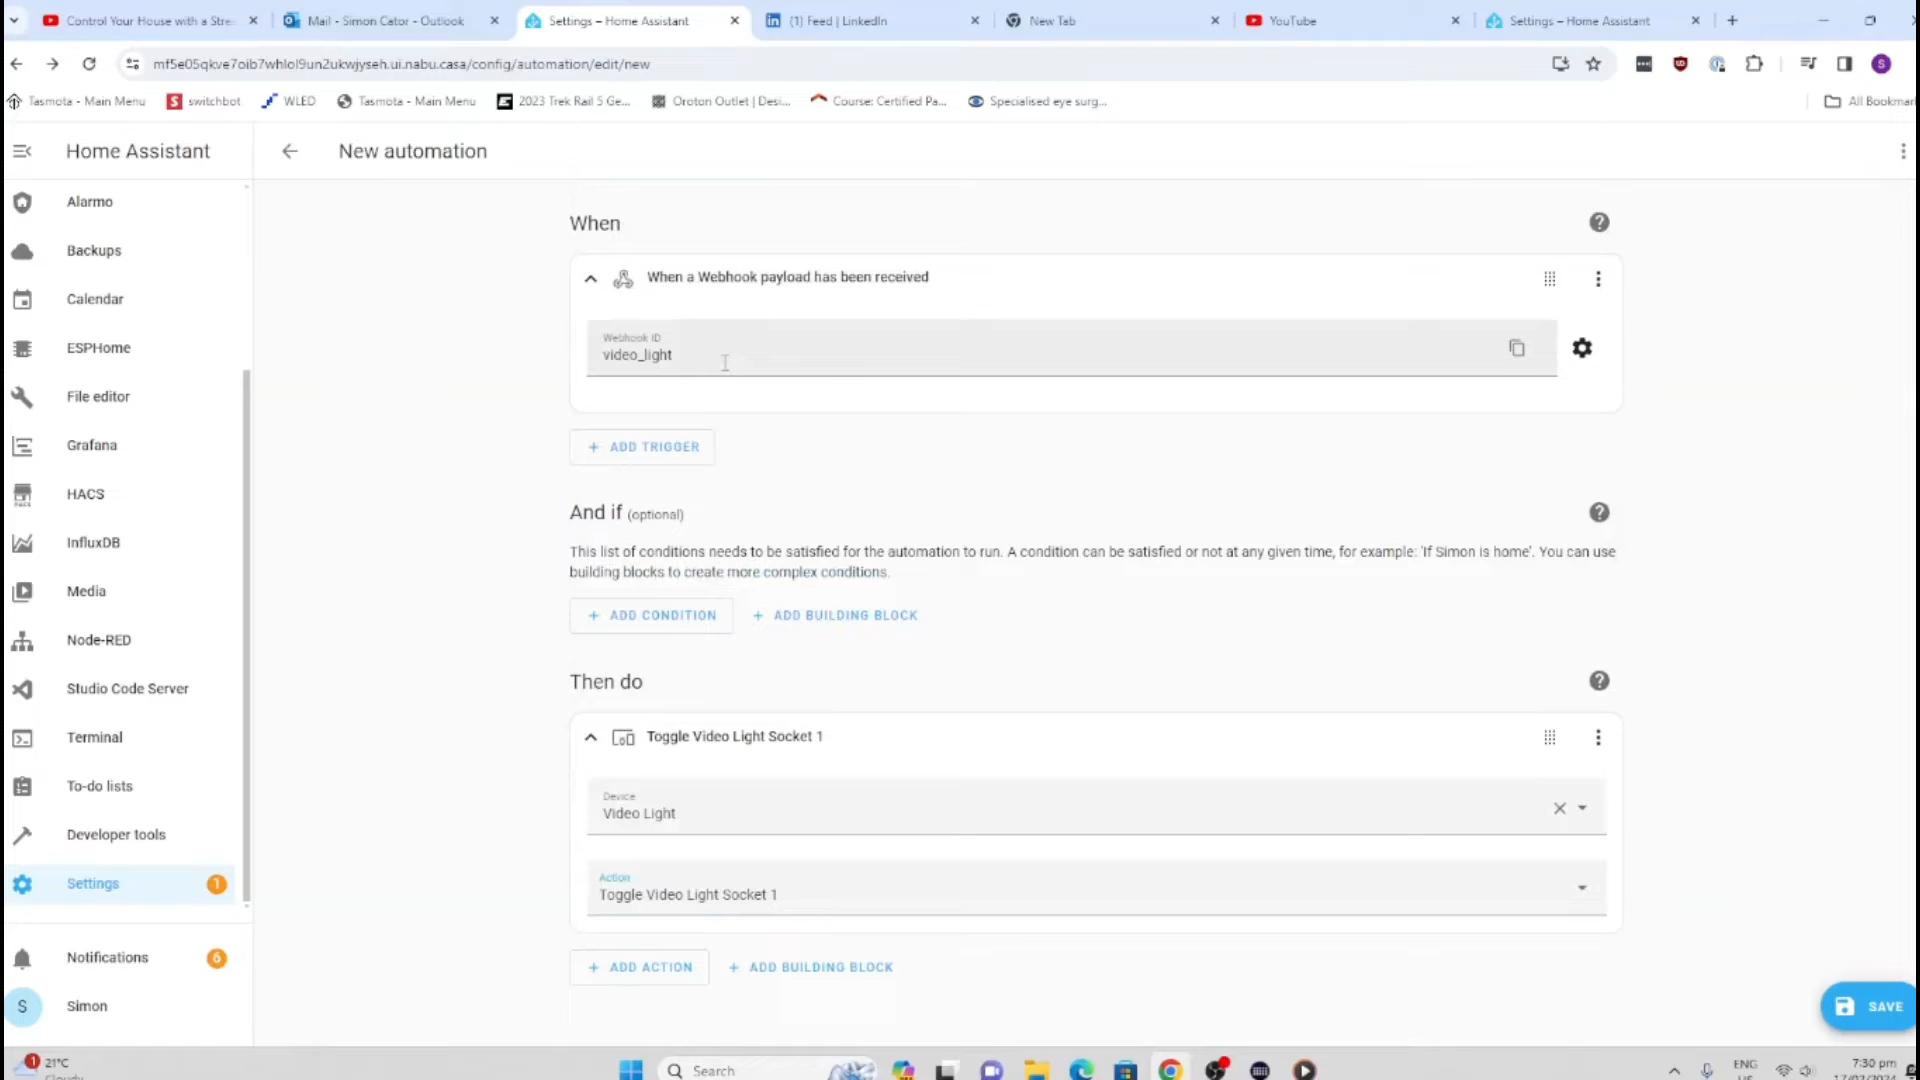 Control Your House with a Stre
Mail - Simon Cator - Outlook
Settings – Home Assistant
(1) Feed | LinkedIn
New Tab
YouTube
Settings – Home Assistant
mf5e05qkve7oib7whlol9un2ukwjyseh.ui.nabu.casa/config/automation/edit/new
S
Tasmota - Main Menu
switchbot
WLED
Tasmota - Main Menu
2023 Trek Rail 5 Ge...
Oroton Outlet | Desi...
Course: Certified Pa...
Specialised eye surg...
All Bookmar
Home Assistant
New automation
Alarmo
Backups
Calendar
ESPHome
File editor
Grafana
HACS
InfluxDB
Media
Node-RED
Studio Code Server
Terminal
To-do lists
Developer tools
Settings
1
Notifications
6
S
Simon
When
When a Webhook payload has been received
Webhook ID
video_light
+ ADD TRIGGER
And if (optional)
This list of conditions needs to be satisfied for the automation to run. A condition can be satisfied or not at any given time, for example: 'If Simon is home'. You can use
building blocks to create more complex conditions.
+ ADD CONDITION
+ ADD BUILDING BLOCK
Then do
Toggle Video Light Socket 1
Device
Video Light
Action
Toggle Video Light Socket 1
+ ADD ACTION
+ ADD BUILDING BLOCK
SAVE
1
21°C
Cloudy
Search
ENG
7:30 pm